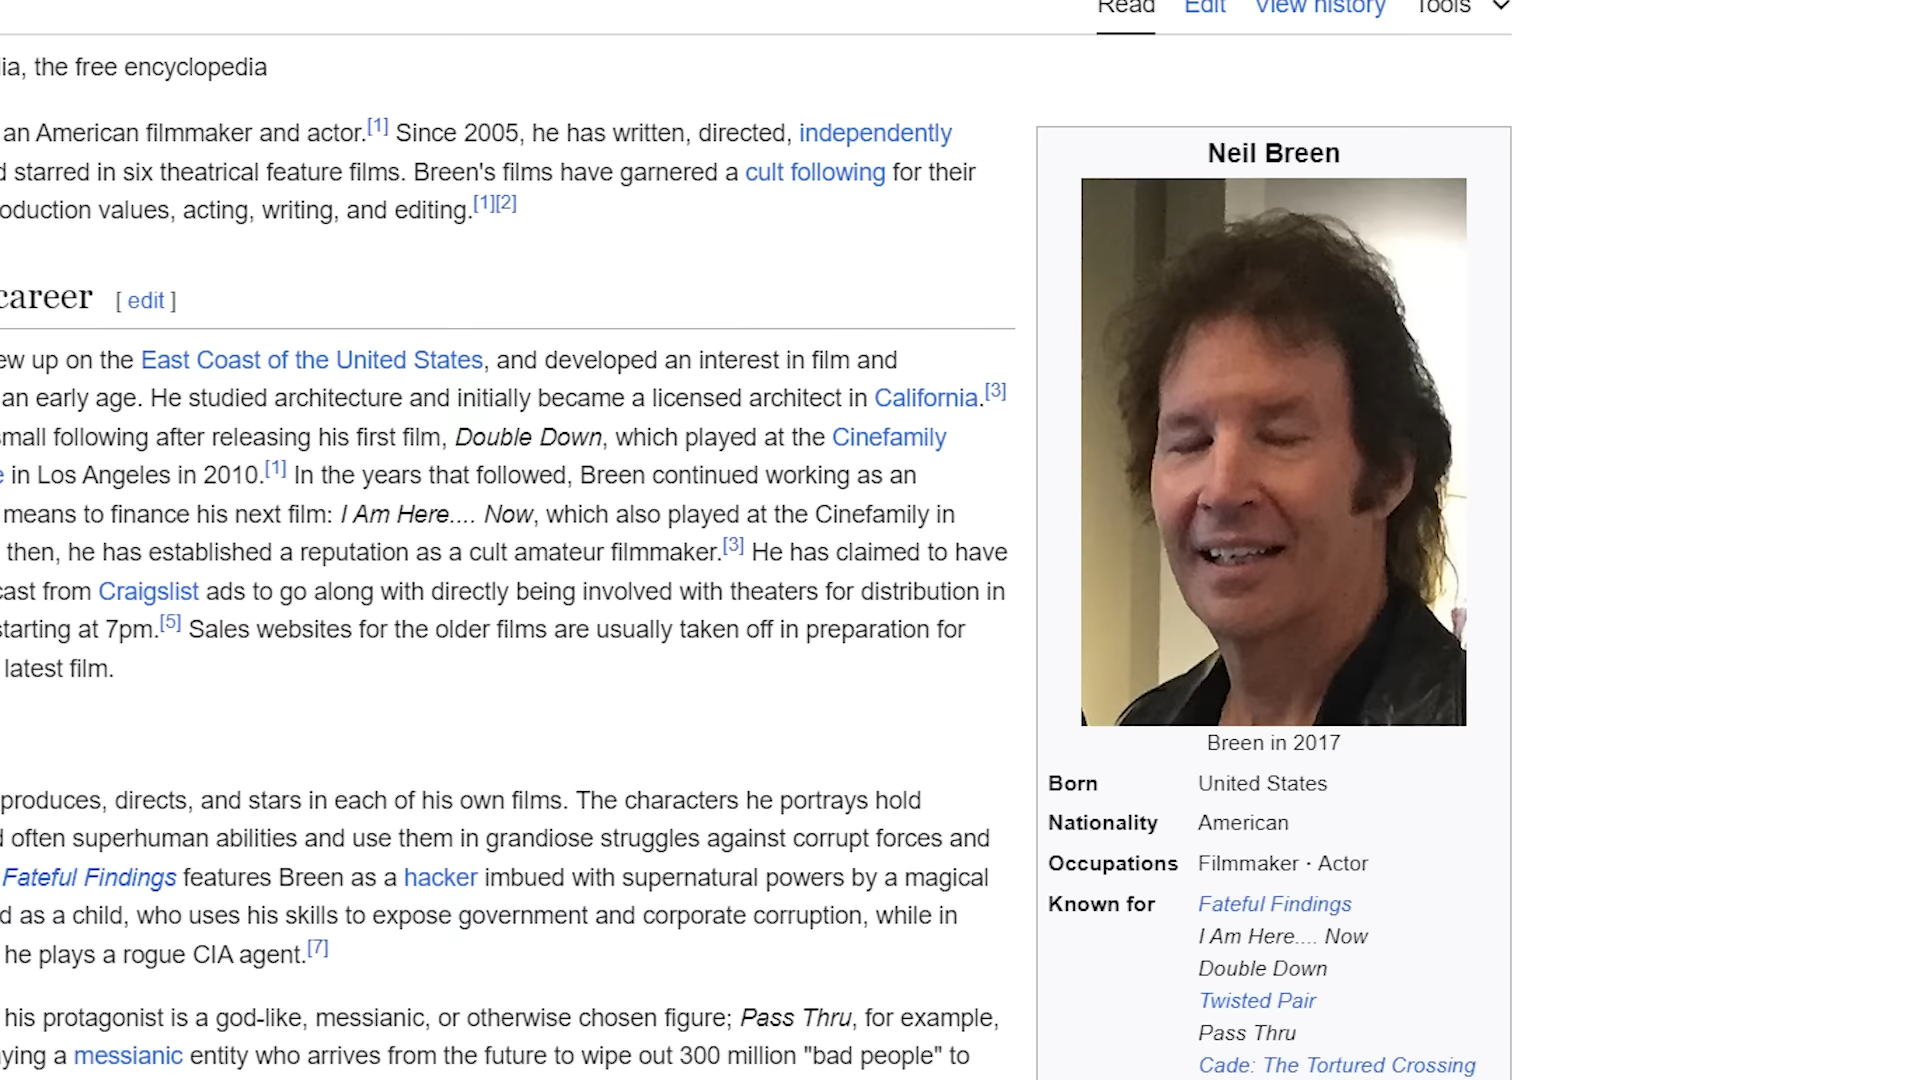 Read Edit View history Tools
ia, the free encyclopedia
an American filmmaker and actor.[1] Since 2005, he has written, directed, independently
d starred in six theatrical feature films. Breen's films have garnered a cult following for their
oduction values, acting, writing, and editing.[1][2]
career [ edit ]
ew up on the East Coast of the United States, and developed an interest in film and
an early age. He studied architecture and initially became a licensed architect in California.[3]
small following after releasing his first film, Double Down, which played at the Cinefamily
e in Los Angeles in 2010.[1] In the years that followed, Breen continued working as an
means to finance his next film: I Am Here.... Now, which also played at the Cinefamily in
then, he has established a reputation as a cult amateur filmmaker.[3] He has claimed to have
cast from Craigslist ads to go along with directly being involved with theaters for distribution in
starting at 7pm.[5] Sales websites for the older films are usually taken off in preparation for
latest film.
produces, directs, and stars in each of his own films. The characters he portrays hold
d often superhuman abilities and use them in grandiose struggles against corrupt forces and
Fateful Findings features Breen as a hacker imbued with supernatural powers by a magical
d as a child, who uses his skills to expose government and corporate corruption, while in
he plays a rogue CIA agent.[7]
his protagonist is a god-like, messianic, or otherwise chosen figure; Pass Thru, for example,
ying a messianic entity who arrives from the future to wipe out 300 million "bad people" to
Neil Breen
Breen in 2017
Born United States
Nationality American
Occupations Filmmaker · Actor
Known for Fateful Findings
I Am Here.... Now
Double Down
Twisted Pair
Pass Thru
Cade: The Tortured Crossing